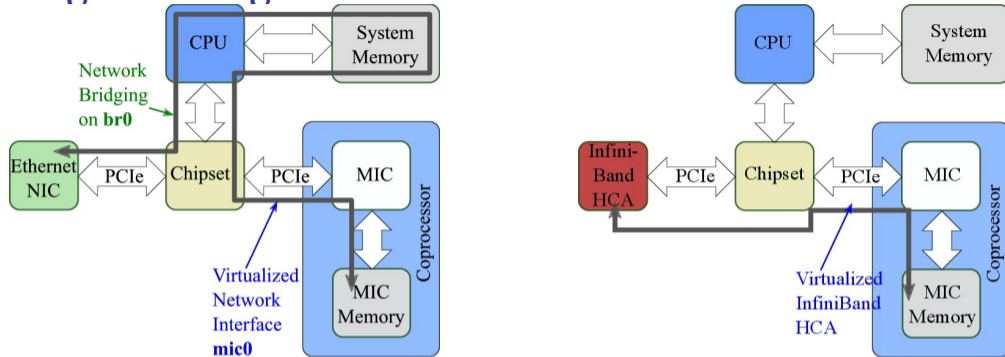 CPU
System
Memory
Network
Bridging
on br0
Ethernet
NIC
PCIe
Chipset
PCIe
MIC
Coprocessor
Virtualized
Network
Interface
mic0
MIC
Memory
CPU
System
Memory
Infini-
Band
HCA
PCIe
Chipset
PCIe
MIC
Coprocessor
Virtualized
InfiniBand
HCA
MIC
Memory